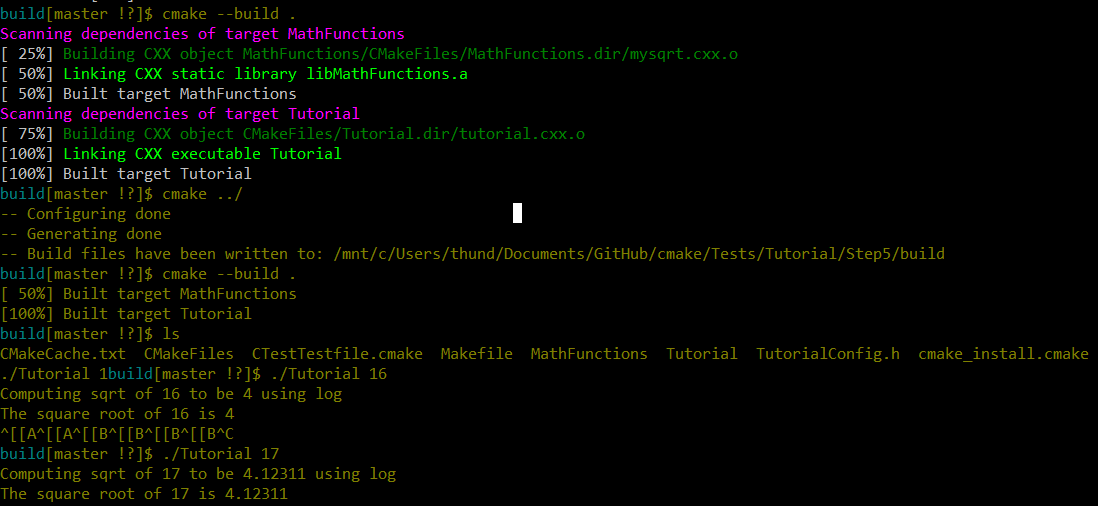 build[master !?]$ cmake --build .
Scanning dependencies of target MathFunctions
[ 25%] Building CXX object MathFunctions/CMakeFiles/MathFunctions.dir/mysqrt.cxx.o
[ 50%] Linking CXX static library libMathFunctions.a
[ 50%] Built target MathFunctions
Scanning dependencies of target Tutorial
[ 75%] Building CXX object CMakeFiles/Tutorial.dir/tutorial.cxx.o
[100%] Linking CXX executable Tutorial
[100%] Built target Tutorial
build[master !?]$ cmake ../
-- Configuring done
-- Generating done
-- Build files have been written to: /mnt/c/Users/thund/Documents/GitHub/cmake/Tests/Tutorial/Step5/build
build[master !?]$ cmake --build .
[ 50%] Built target MathFunctions
[100%] Built target Tutorial
build[master !?]$ ls
CMakeCache.txt  CMakeFiles  CTestTestfile.cmake  Makefile  MathFunctions  Tutorial  TutorialConfig.h  cmake_install.cmake
./Tutorial 1build[master !?]$ ./Tutorial 16
Computing sqrt of 16 to be 4 using log
The square root of 16 is 4
^[[A^[[A^[[B^[[B^[[B^[[B^C
build[master !?]$ ./Tutorial 17
Computing sqrt of 17 to be 4.12311 using log
The square root of 17 is 4.12311